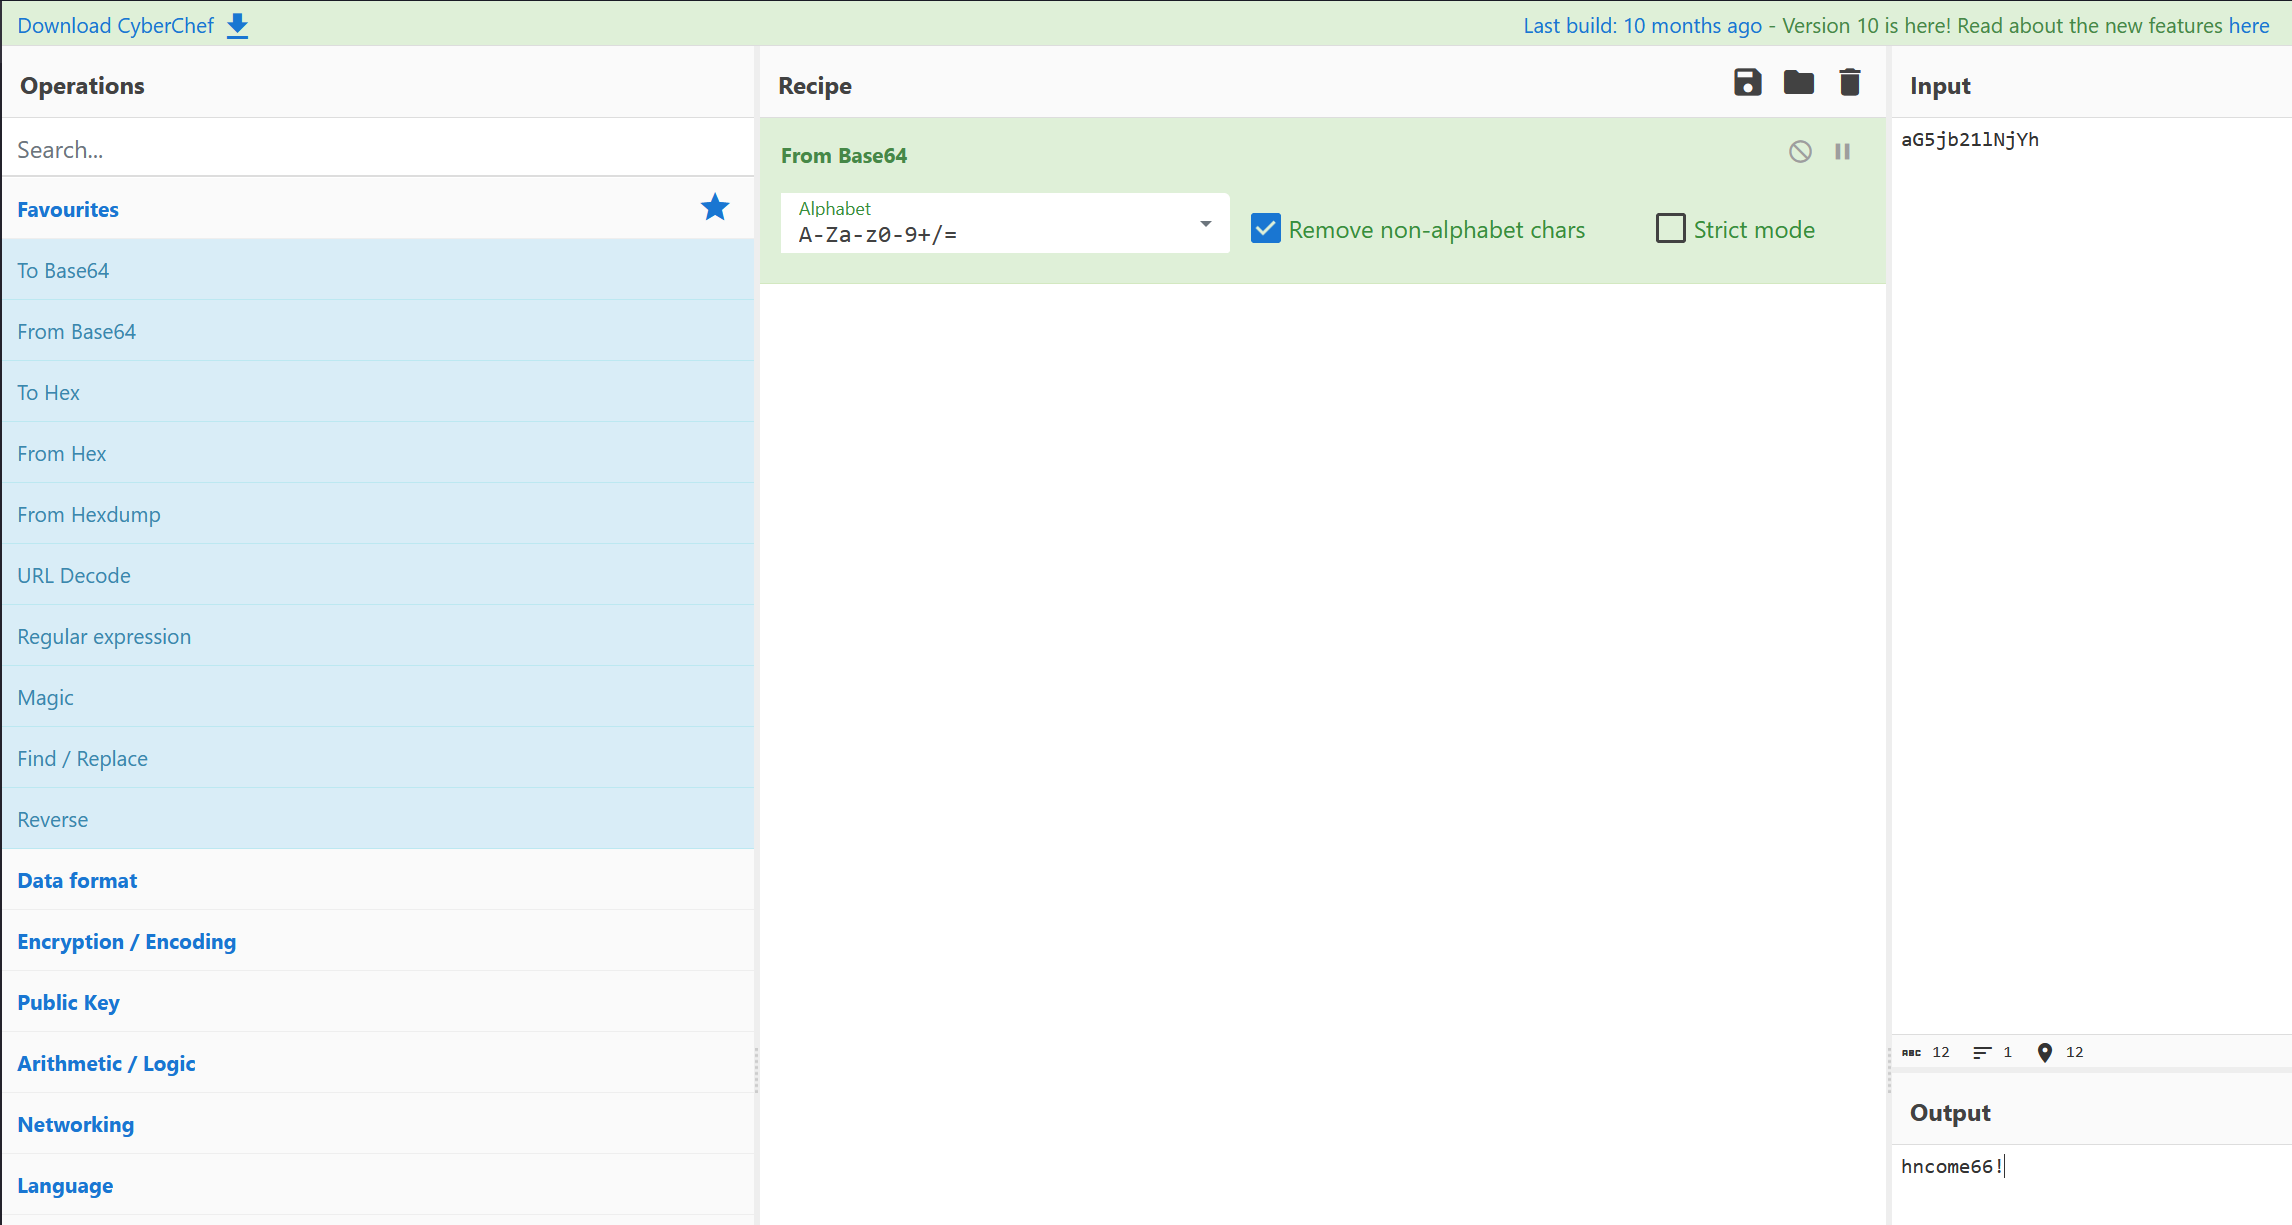 Download CyberChef
Last build: 10 months ago - Version 10 is here! Read about the new features here
Operations
Search...
Favourites
To Base64
From Base64
To Hex
From Hex
From Hexdump
URL Decode
Regular expression
Magic
Find / Replace
Reverse
Data format
Encryption / Encoding
Public Key
Arithmetic / Logic
Networking
Language
Recipe
From Base64
Alphabet
A-Za-z0-9+/=
Remove non-alphabet chars
Strict mode
Input
aG5jb21lNjYh
ABC 12 1 12
Output
hncome66!